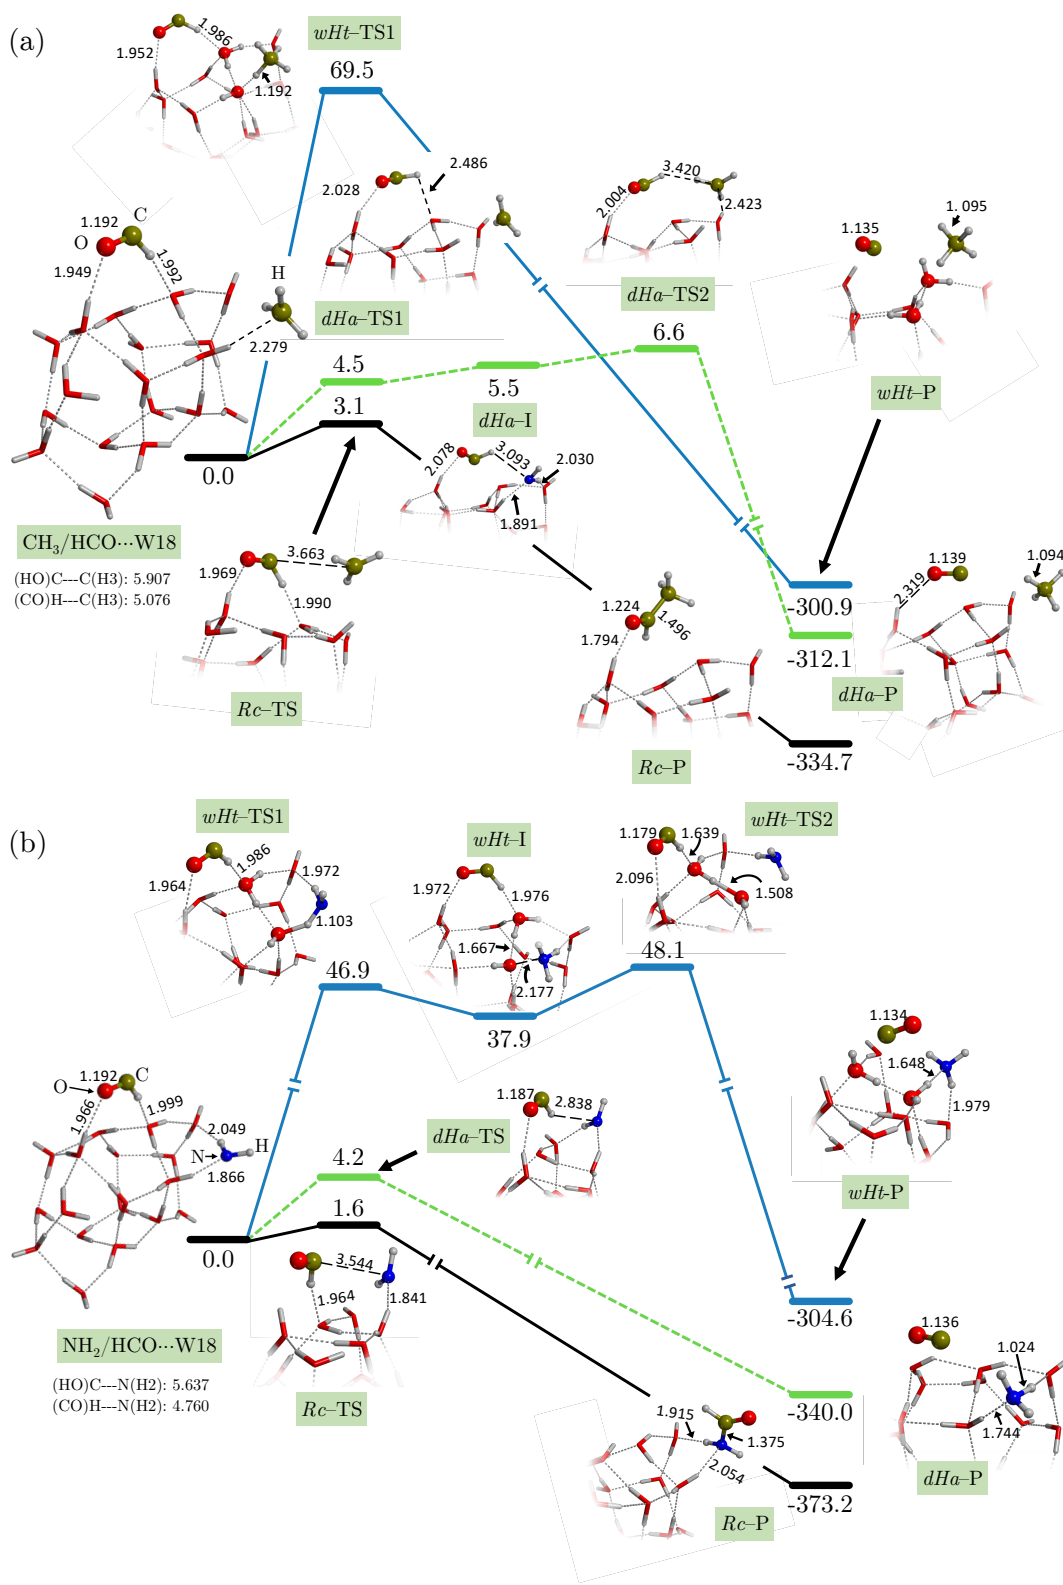 (a)
wHt–TS1
69.5
1.986
1.952
1.192
2.486
2.028
3.420
2.004
2.423
1.095
1.135
C
1.192
O
1.949
1.992
H
2.279
dHa–TS1
dHa–TS2
wHt–P
4.5
6.6
5.5
3.1
dHa–I
0.0
2.078
3.093
2.030
1.891
CH₃/HCO···W18
(HO)C---C(H3): 5.907
(CO)H---C(H3): 5.076
3.663
1.969
1.990
Rc–TS
1.224
1.496
1.794
Rc–P
-300.9
-312.1
-334.7
1.139
2.319
1.094
dHa–P
(b)
wHt–TS1
1.986
1.972
1.964
1.103
wHt–I
1.972
1.976
1.667
2.177
wHt–TS2
1.179
1.639
2.096
1.508
46.9
37.9
48.1
1.134
1.648
1.979
wHt-P
O
1.192
C
1.966
1.999
2.049
H
N
1.866
1.187
2.838
dHa–TS
4.2
1.6
0.0
3.544
1.964
1.841
Rc–TS
NH₂/HCO···W18
(HO)C---N(H2): 5.637
(CO)H---N(H2): 4.760
-304.6
1.136
1.024
1.744
dHa–P
-340.0
1.915
1.375
2.054
Rc–P
-373.2